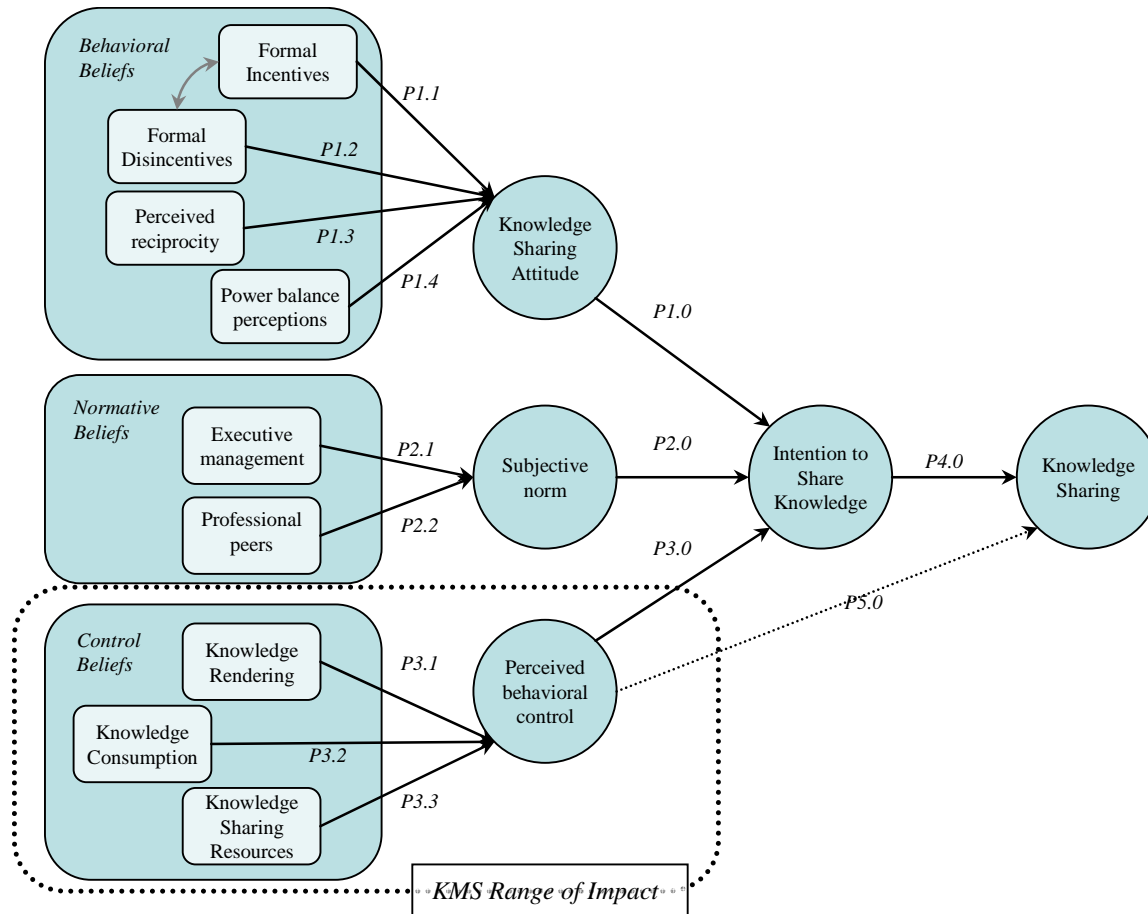 Behavioral
Beliefs
Formal
Incentives
P1.1
Formal
Disincentives
P1.2
Perceived
reciprocity
P1.3
Power balance
perceptions
P1.4
Knowledge
Sharing
Attitude
P1.0
Normative
Beliefs
Executive
management
P2.1
Professional
peers
P2.2
Subjective
norm
P2.0
Intention to
Share
Knowledge
P4.0
Knowledge
Sharing
P3.0
P5.0
Control
Beliefs
Knowledge
Rendering
P3.1
Knowledge
Consumption
P3.2
Knowledge
Sharing
Resources
P3.3
Perceived
behavioral
control
KMS Range of Impact